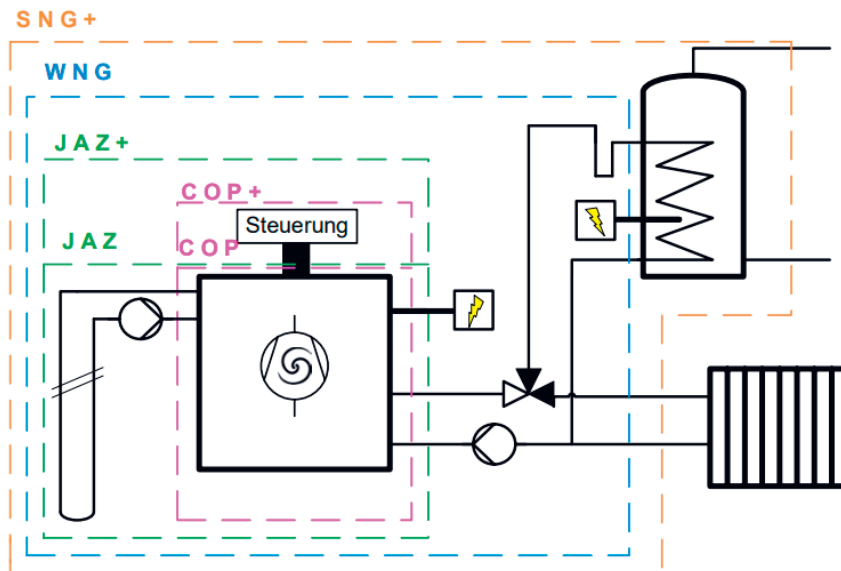 SNG+
WNG
JAZ+
COP+
Steuerung
JAZ
COP